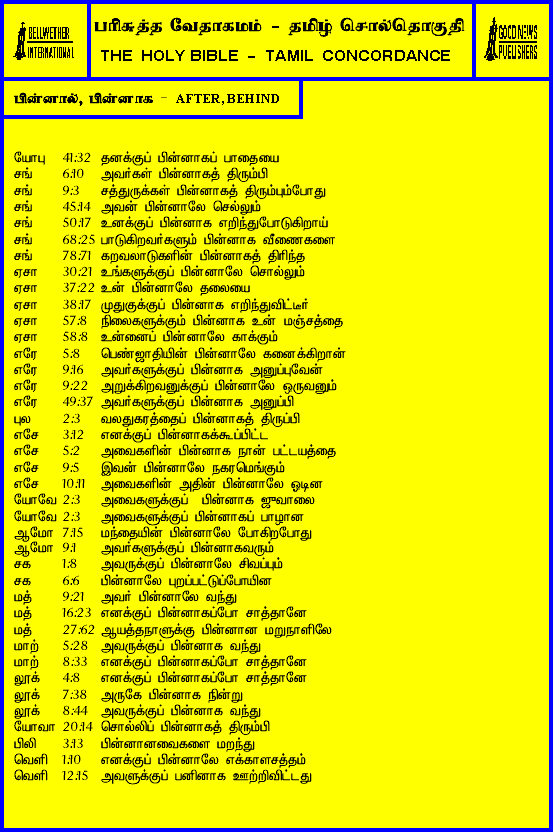 BELLWETHER
INTERNATIONAL
பரிசுத்த வேதாகமம் - தமிழ் சொல்தொகுதி
THE HOLY BIBLE - TAMIL CONCORDANCE
GOOD NEWS
PUBLISHERS
பின்னால், பின்னாக - AFTER,BEHIND
யோபு 41:32 தனக்குப் பின்னாகப் பாதையை
சங் 6:10 அவர்கள் பின்னாகத் திரும்பி
சங் 9:3 சத்துருக்கள் பின்னாகத் திரும்பும்போது
சங் 45:14 அவன் பின்னாலே செல்லும்
சங் 50:17 உனக்குப் பின்னாக எறிந்துபோடுகிறாய்
சங் 68:25 பாடுகிறவர்களும் பின்னாக வீணைகளை
சங் 78:71 கறவலாடுகளின் பின்னாகத் திரிந்த
ஏசா 30:21 உங்களுக்குப் பின்னாலே சொல்லும்
ஏசா 37:22 உன் பின்னாலே தலையை
ஏசா 38:17 முதுகுக்குப் பின்னாக எறிந்துவிட்டீர்
ஏசா 57:8 நிலைகளுக்கும் பின்னாக உன் மஞ்சத்தை
ஏசா 58:8 உன்னைப் பின்னாலே காக்கும்
எரே 5:8 பெண்ஜாதியின் பின்னாலே கனைக்கிறான்
எரே 9:16 அவர்களுக்குப் பின்னாக அனுப்புவேன்
எரே 9:22 அறுக்கிறவனுக்குப் பின்னாலே ஒருவனும்
எரே 49:37 அவர்களுக்குப் பின்னாக அனுப்பி
புல 2:3 வலதுகரத்தைப் பின்னாகத் திருப்பி
எசே 3:12 எனக்குப் பின்னாகக்கூப்பிட்ட
எசே 5:2 அவைகளின் பின்னாக நான் பட்டயத்தை
எசே 9:5 இவன் பின்னாலே நகரமெங்கும்
எசே 10:11 அவைகளின் அதின் பின்னாலே ஓடின
யோவே 2:3 அவைகளுக்குப் பின்னாக ஜுவாலை
யோவே 2:3 அவைகளுக்குப் பின்னாகப் பாழான
ஆமோ 7:15 மந்தையின் பின்னாலே போகிறபோது
ஆமோ 9:1 அவர்களுக்குப் பின்னாகவரும்
சக 1:8 அவருக்குப் பின்னாலே சிவப்பும்
சக 6:6 பின்னாலே புறப்பட்டுப்போயின
மத் 9:21 அவர் பின்னாலே வந்து
மத் 16:23 எனக்குப் பின்னாகப்போ சாத்தானே
மத் 27:62 ஆயத்தநாளுக்கு பின்னான மறுநாளிலே
மாற் 5:28 அவருக்குப் பின்னாக வந்து
மாற் 8:33 எனக்குப் பின்னாகப்போ சாத்தானே
லூக் 4:8 எனக்குப் பின்னாகப்போ சாத்தானே
லூக் 7:38 அருகே பின்னாக நின்று
லூக் 8:44 அவருக்குப் பின்னாக வந்து
யோவா 20:14 சொல்லிப் பின்னாகத் திரும்பி
பிலி 3:13 பின்னானவைகளை மறந்து
வெளி 1:10 எனக்குப் பின்னாலே எக்காளசத்தம்
வெளி 12:15 அவளுக்குப் பனினாக ஊற்றிவிட்டது